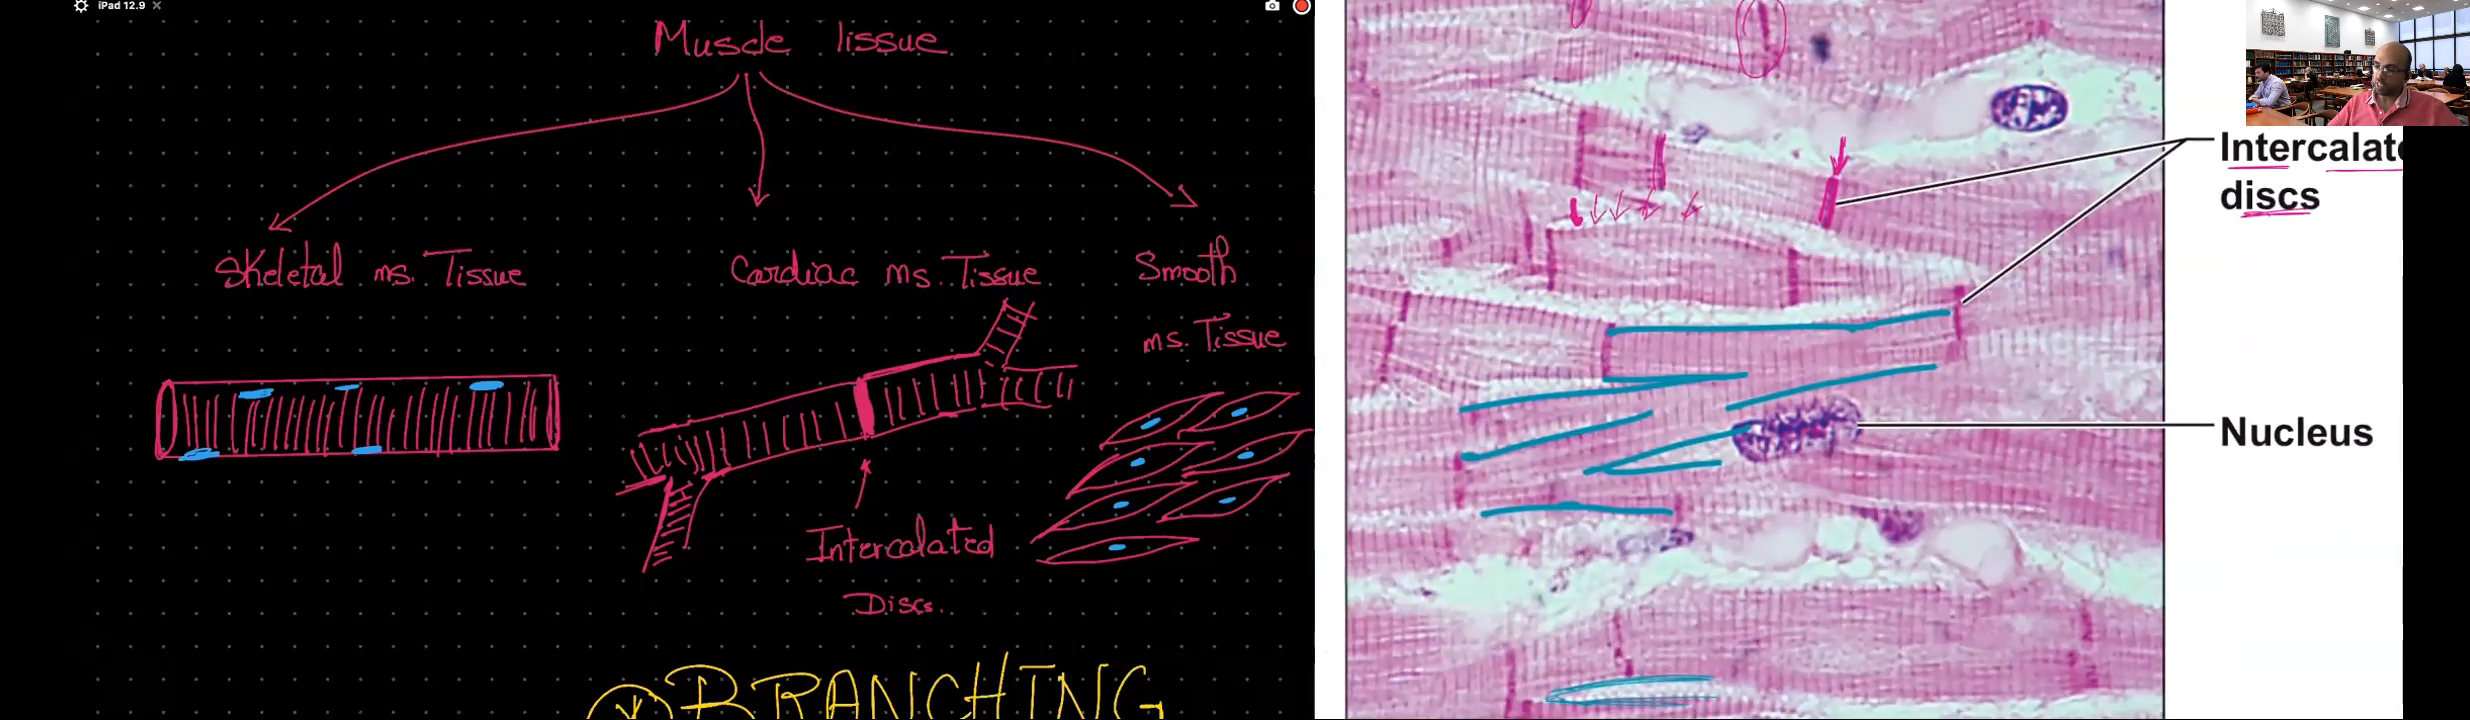 iPad 12.9
Muscle Tissue
Skeletal ms. Tissue
Cardiac ms. Tissue
Smooth
ms. Tissue
Intercalated
Discs.
BRANCHING
Intercalate
discs
Nucleus